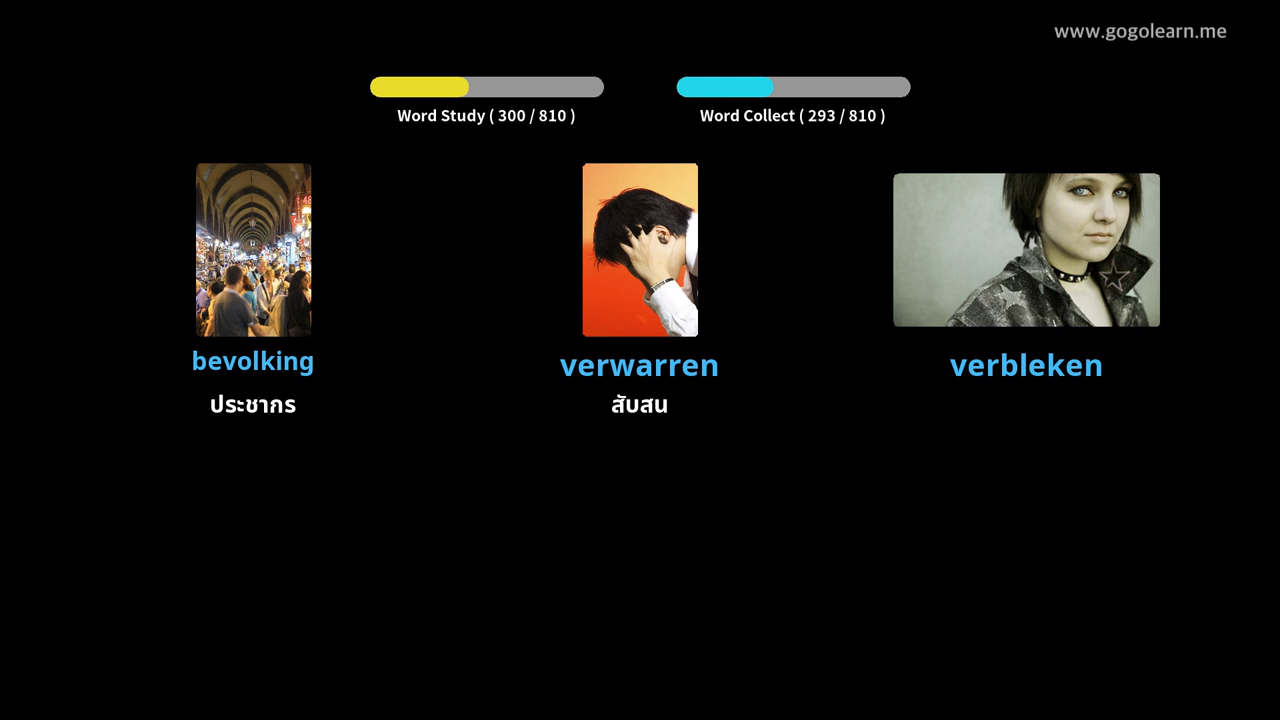 www.gogolearn.me
Word Study ( 300 / 810 )
Word Collect ( 293 / 810 )
bevolking
verwarren
verbleken
ประชากร
สับสน